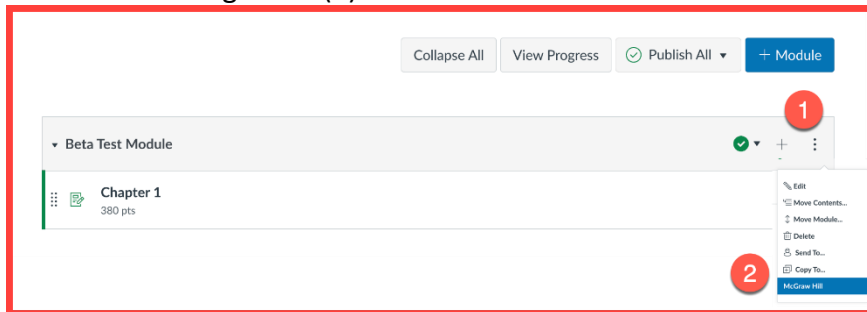 Collapse All View Progress Publish All + Module
1
Beta Test Module
Chapter 1
380 pts
Edit
Move Contents...
Move Module...
Delete
Send To...
Copy To...
2
McGraw Hill